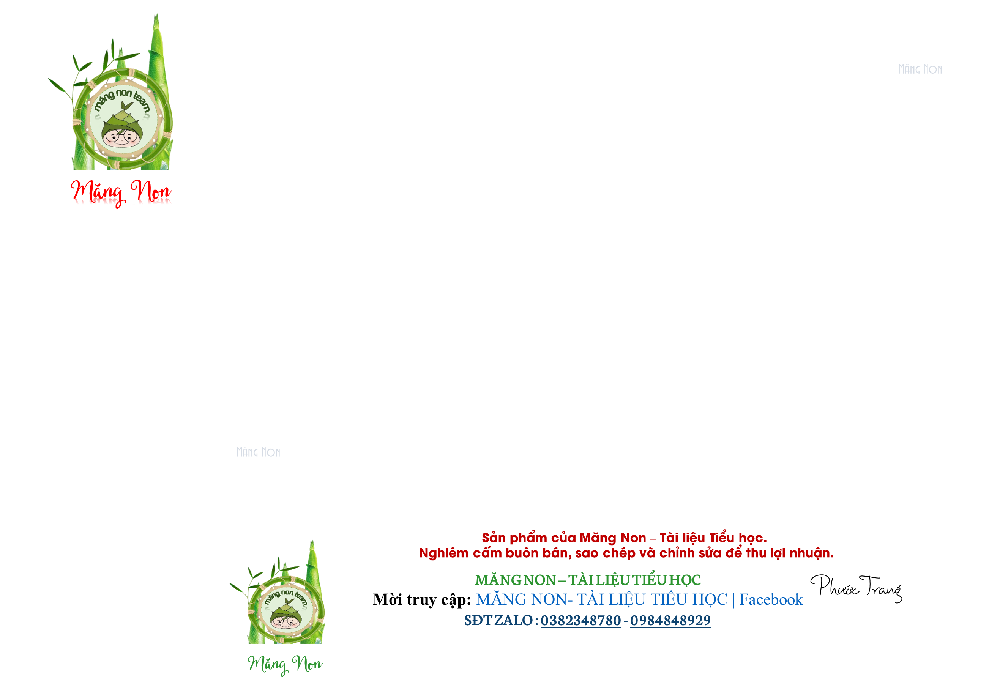 măng non team
Măng Non
MĂNG NON
MĂNG NON
Sản phẩm của Măng Non – Tài liệu Tiểu học.
Nghiêm cấm buôn bán, sao chép và chỉnh sửa để thu lợi nhuận.
MĂNG NON – TÀI LIỆU TIỂU HỌC
Mời truy cập: MĂNG NON- TÀI LIỆU TIỂU HỌC | Facebook
SĐT ZALO : 0382348780 - 0984848929
Phước Trang
măng non team
Măng Non